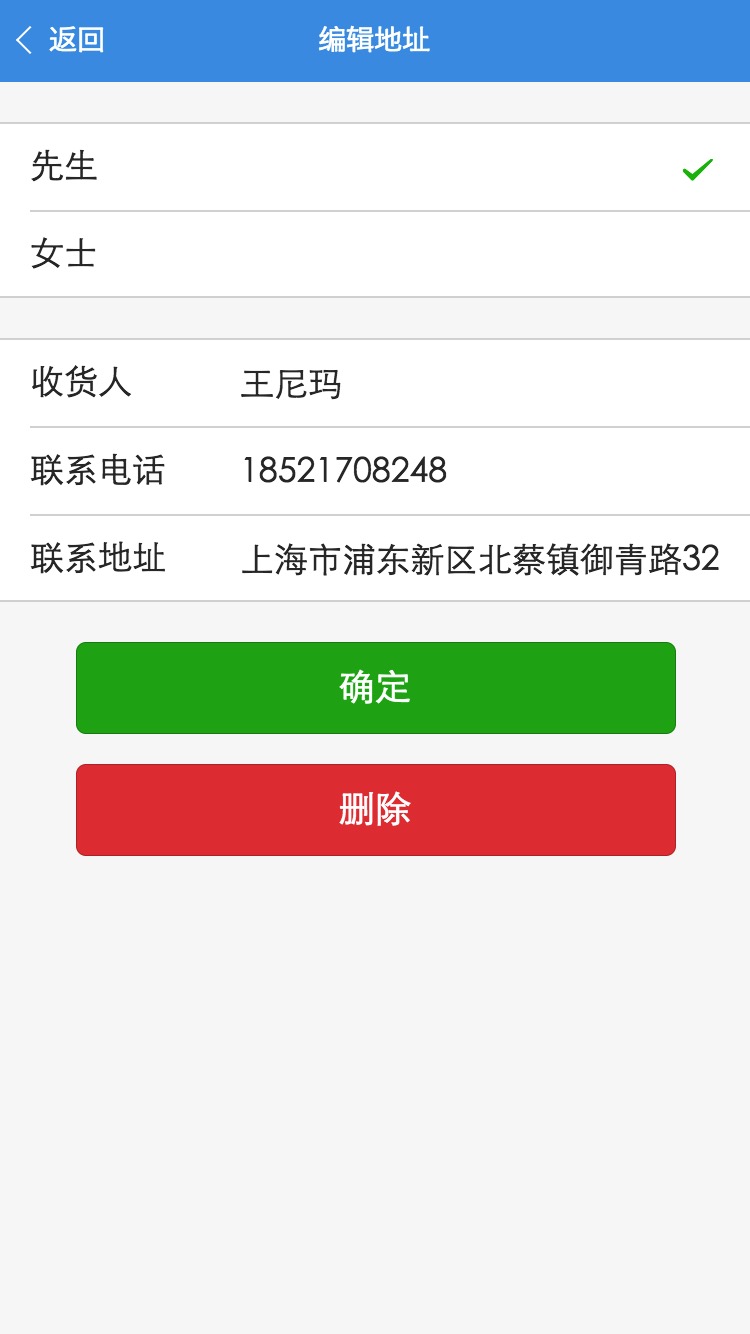 返回 编辑地址
先生
女士
收货人 王尼玛
联系电话 18521708248
联系地址 上海市浦东新区北蔡镇御青路32
确定
删除